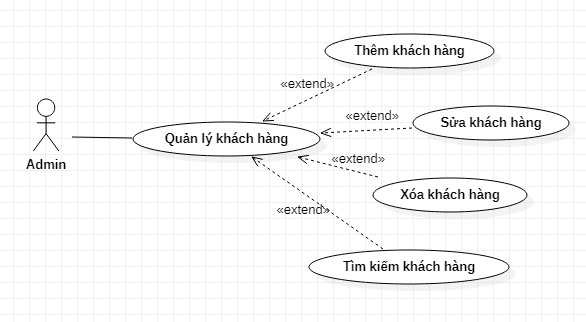 Thêm khách hàng
«extend»
«extend»
Sửa khách hàng
Quản lý khách hàng
Admin
«extend»
Xóa khách hàng
«extend»
Tìm kiếm khách hàng